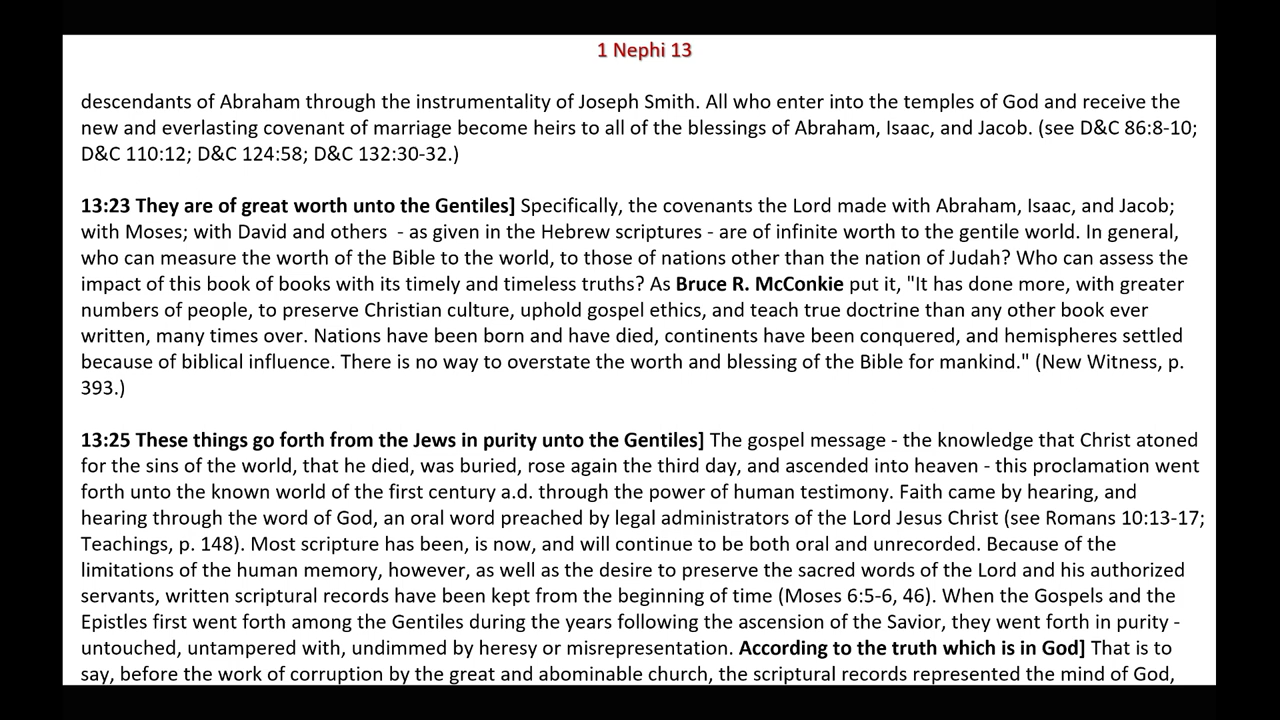 1 Nephi 13
descendants of Abraham through the instrumentality of Joseph Smith. All who enter into the temples of God and receive the
new and everlasting covenant of marriage become heirs to all of the blessings of Abraham, Isaac, and Jacob. (see D&C 86:8-10;
D&C 110:12; D&C 124:58; D&C 132:30-32.)
13:23 They are of great worth unto the Gentiles] Specifically, the covenants the Lord made with Abraham, Isaac, and Jacob;
with Moses; with David and others  - as given in the Hebrew scriptures - are of infinite worth to the gentile world. In general,
who can measure the worth of the Bible to the world, to those of nations other than the nation of Judah? Who can assess the
impact of this book of books with its timely and timeless truths? As Bruce R. McConkie put it, "It has done more, with greater
numbers of people, to preserve Christian culture, uphold gospel ethics, and teach true doctrine than any other book ever
written, many times over. Nations have been born and have died, continents have been conquered, and hemispheres settled
because of biblical influence. There is no way to overstate the worth and blessing of the Bible for mankind." (New Witness, p.
393.)
13:25 These things go forth from the Jews in purity unto the Gentiles] The gospel message - the knowledge that Christ atoned
for the sins of the world, that he died, was buried, rose again the third day, and ascended into heaven - this proclamation went
forth unto the known world of the first century a.d. through the power of human testimony. Faith came by hearing, and
hearing through the word of God, an oral word preached by legal administrators of the Lord Jesus Christ (see Romans 10:13-17;
Teachings, p. 148). Most scripture has been, is now, and will continue to be both oral and unrecorded. Because of the
limitations of the human memory, however, as well as the desire to preserve the sacred words of the Lord and his authorized
servants, written scriptural records have been kept from the beginning of time (Moses 6:5-6, 46). When the Gospels and the
Epistles first went forth among the Gentiles during the years following the ascension of the Savior, they went forth in purity -
untouched, untampered with, undimmed by heresy or misrepresentation. According to the truth which is in God] That is to
say, before the work of corruption by the great and abominable church, the scriptural records represented the mind of God,